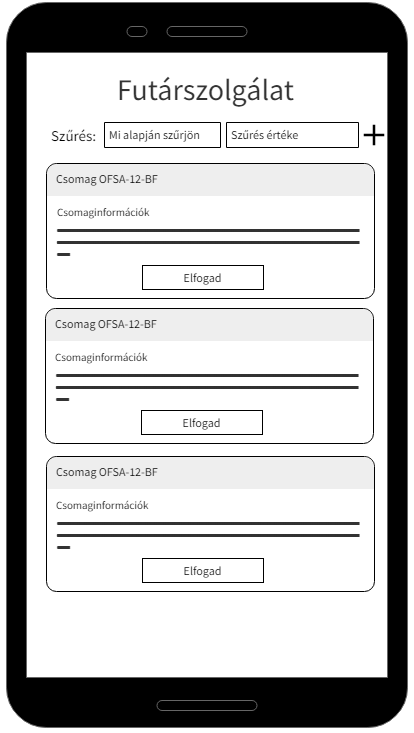 Futárszolgálat
Szűrés: Mi alapján szűrjön Szűrés értéke +
Csomag OFSA-12-BF
Csomaginformációk
Elfogad
Csomag OFSA-12-BF
Csomaginformációk
Elfogad
Csomag OFSA-12-BF
Csomaginformációk
Elfogad